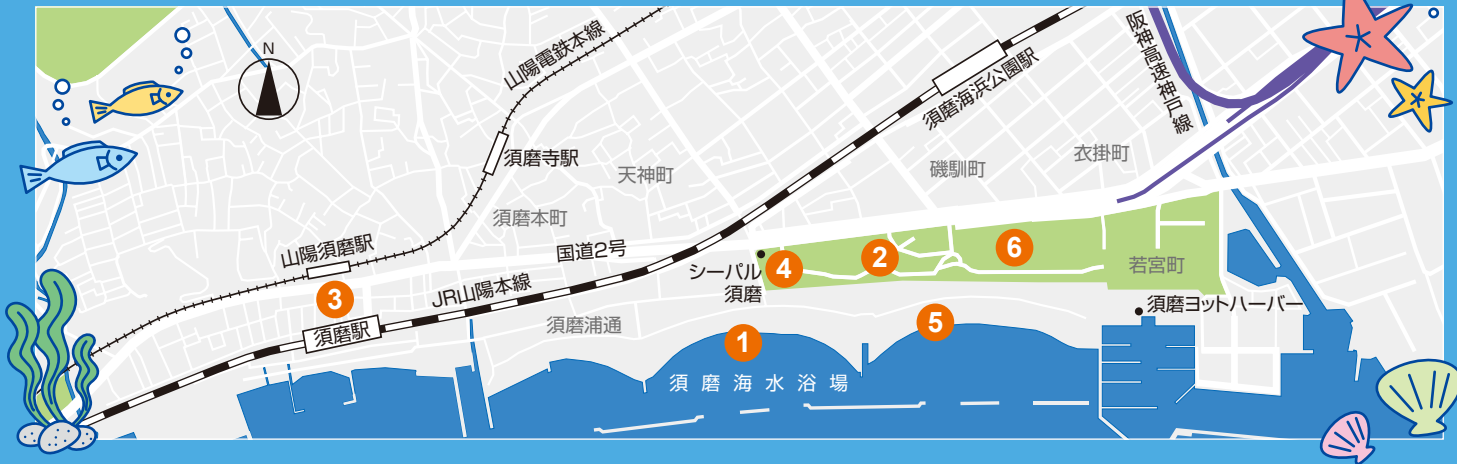 N
山陽電鉄本線
阪神高速神戸線
須磨海浜公園駅
須磨寺駅
天神町
磯馴町
衣掛町
須磨本町
山陽須磨駅
国道2号
シーパル
須磨
4
2
6
若宮町
3
JR山陽本線
須磨ヨットハーバー
須磨駅
須磨浦通
5
1
須磨海水浴場